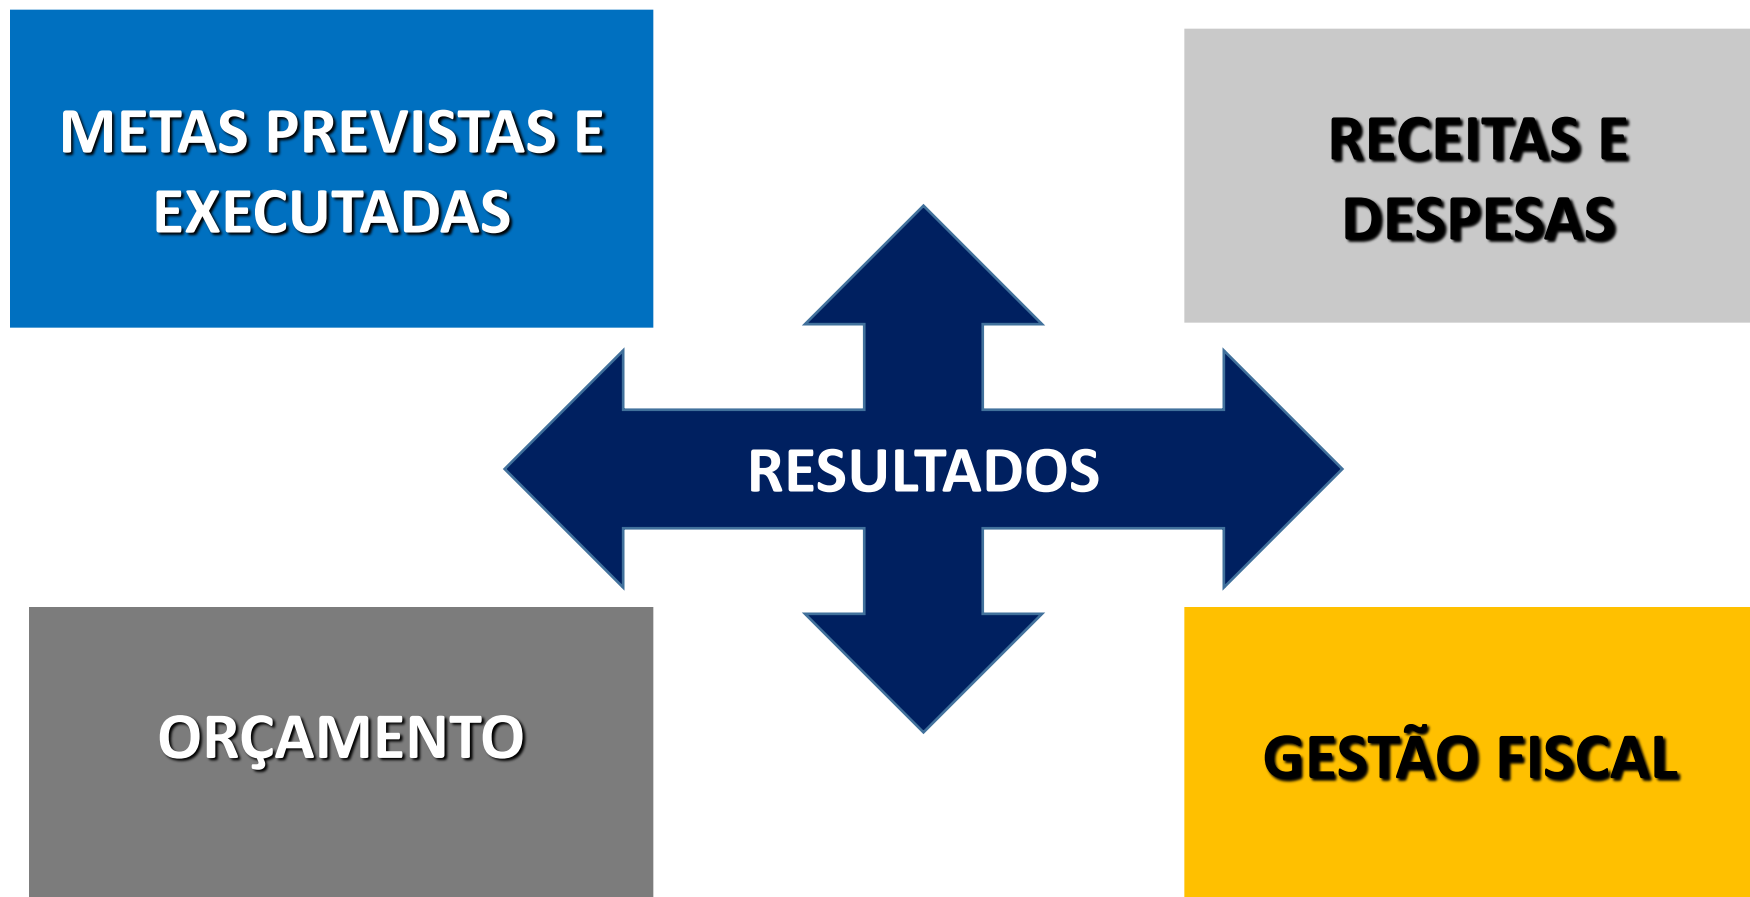 METAS PREVISTAS E
EXECUTADAS
RECEITAS E
DESPESAS
RESULTADOS
ORÇAMENTO
GESTÃO FISCAL